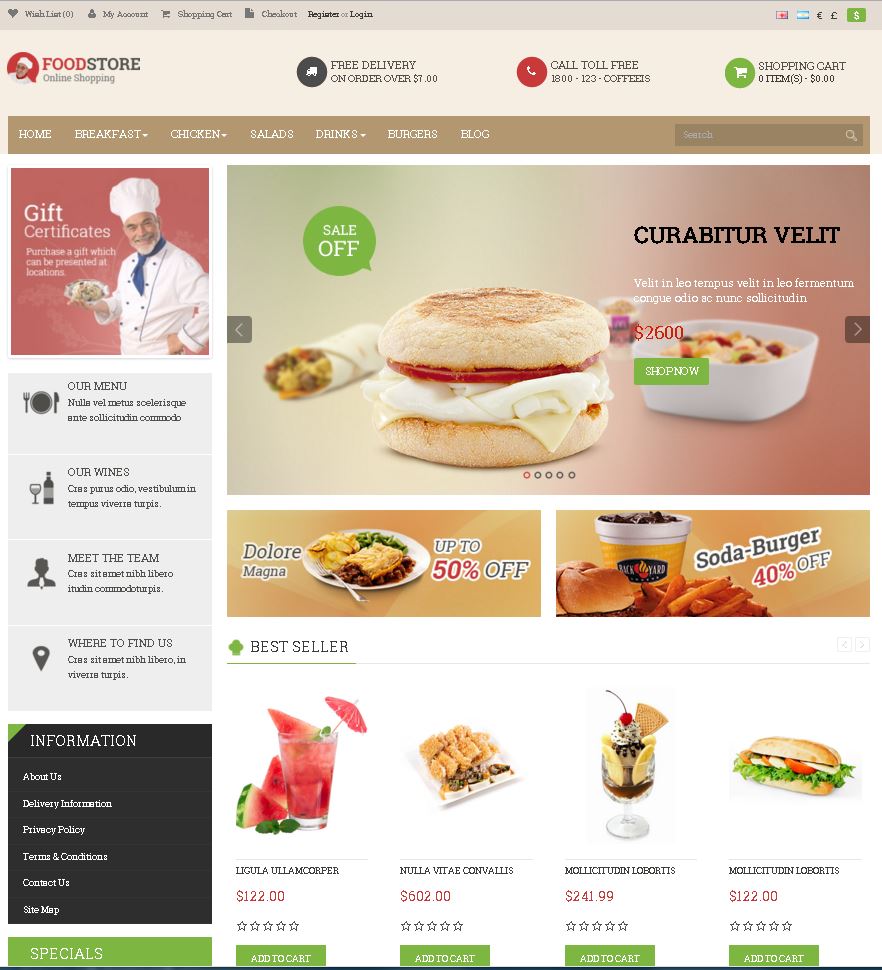 Wish List (0) My Account Shopping Cart Checkout Register or Login € £ $
FOODSTORE
Online Shopping
FREE DELIVERY
ON ORDER OVER $7.00
CALL TOLL FREE
1800 - 123 - COFFEEIS
SHOPPING CART
0 ITEM(S) - $0.00
HOME BREAKFAST CHICKEN SALADS DRINKS BURGERS BLOG Search
Gift
Certificates
Purchase a gift which
can be presented at
locations.
SALE
OFF
CURABITUR VELIT
Velit in leo tempus velit in leo fermentum
congue odio ac nunc sollicitudin
$2600
SHOP NOW
OUR MENU
Nulla vel metus scelerisque
ante sollicitudin commodo
OUR WINES
Cras purus odio, vestibulum in
tempus viverra turpis.
MEET THE TEAM
Cras sit amet nibh libero
itudin commodoturpis.
WHERE TO FIND US
Cras sit amet nibh libero, in
viverra turpis.
Dolore
Magna
UP TO
50% OFF
BACK YARD
Soda-Burger
40% OFF
BEST SELLER
INFORMATION
About Us
Delivery Information
Privacy Policy
Terms & Conditions
Contact Us
Site Map
SPECIALS
LIGULA ULLAMCORPER
$122.00
ADD TO CART
NULLA VITAE CONVALLIS
$602.00
ADD TO CART
MOLLICITUDIN LOBORTIS
$241.99
ADD TO CART
MOLLICITUDIN LOBORTIS
$122.00
ADD TO CART